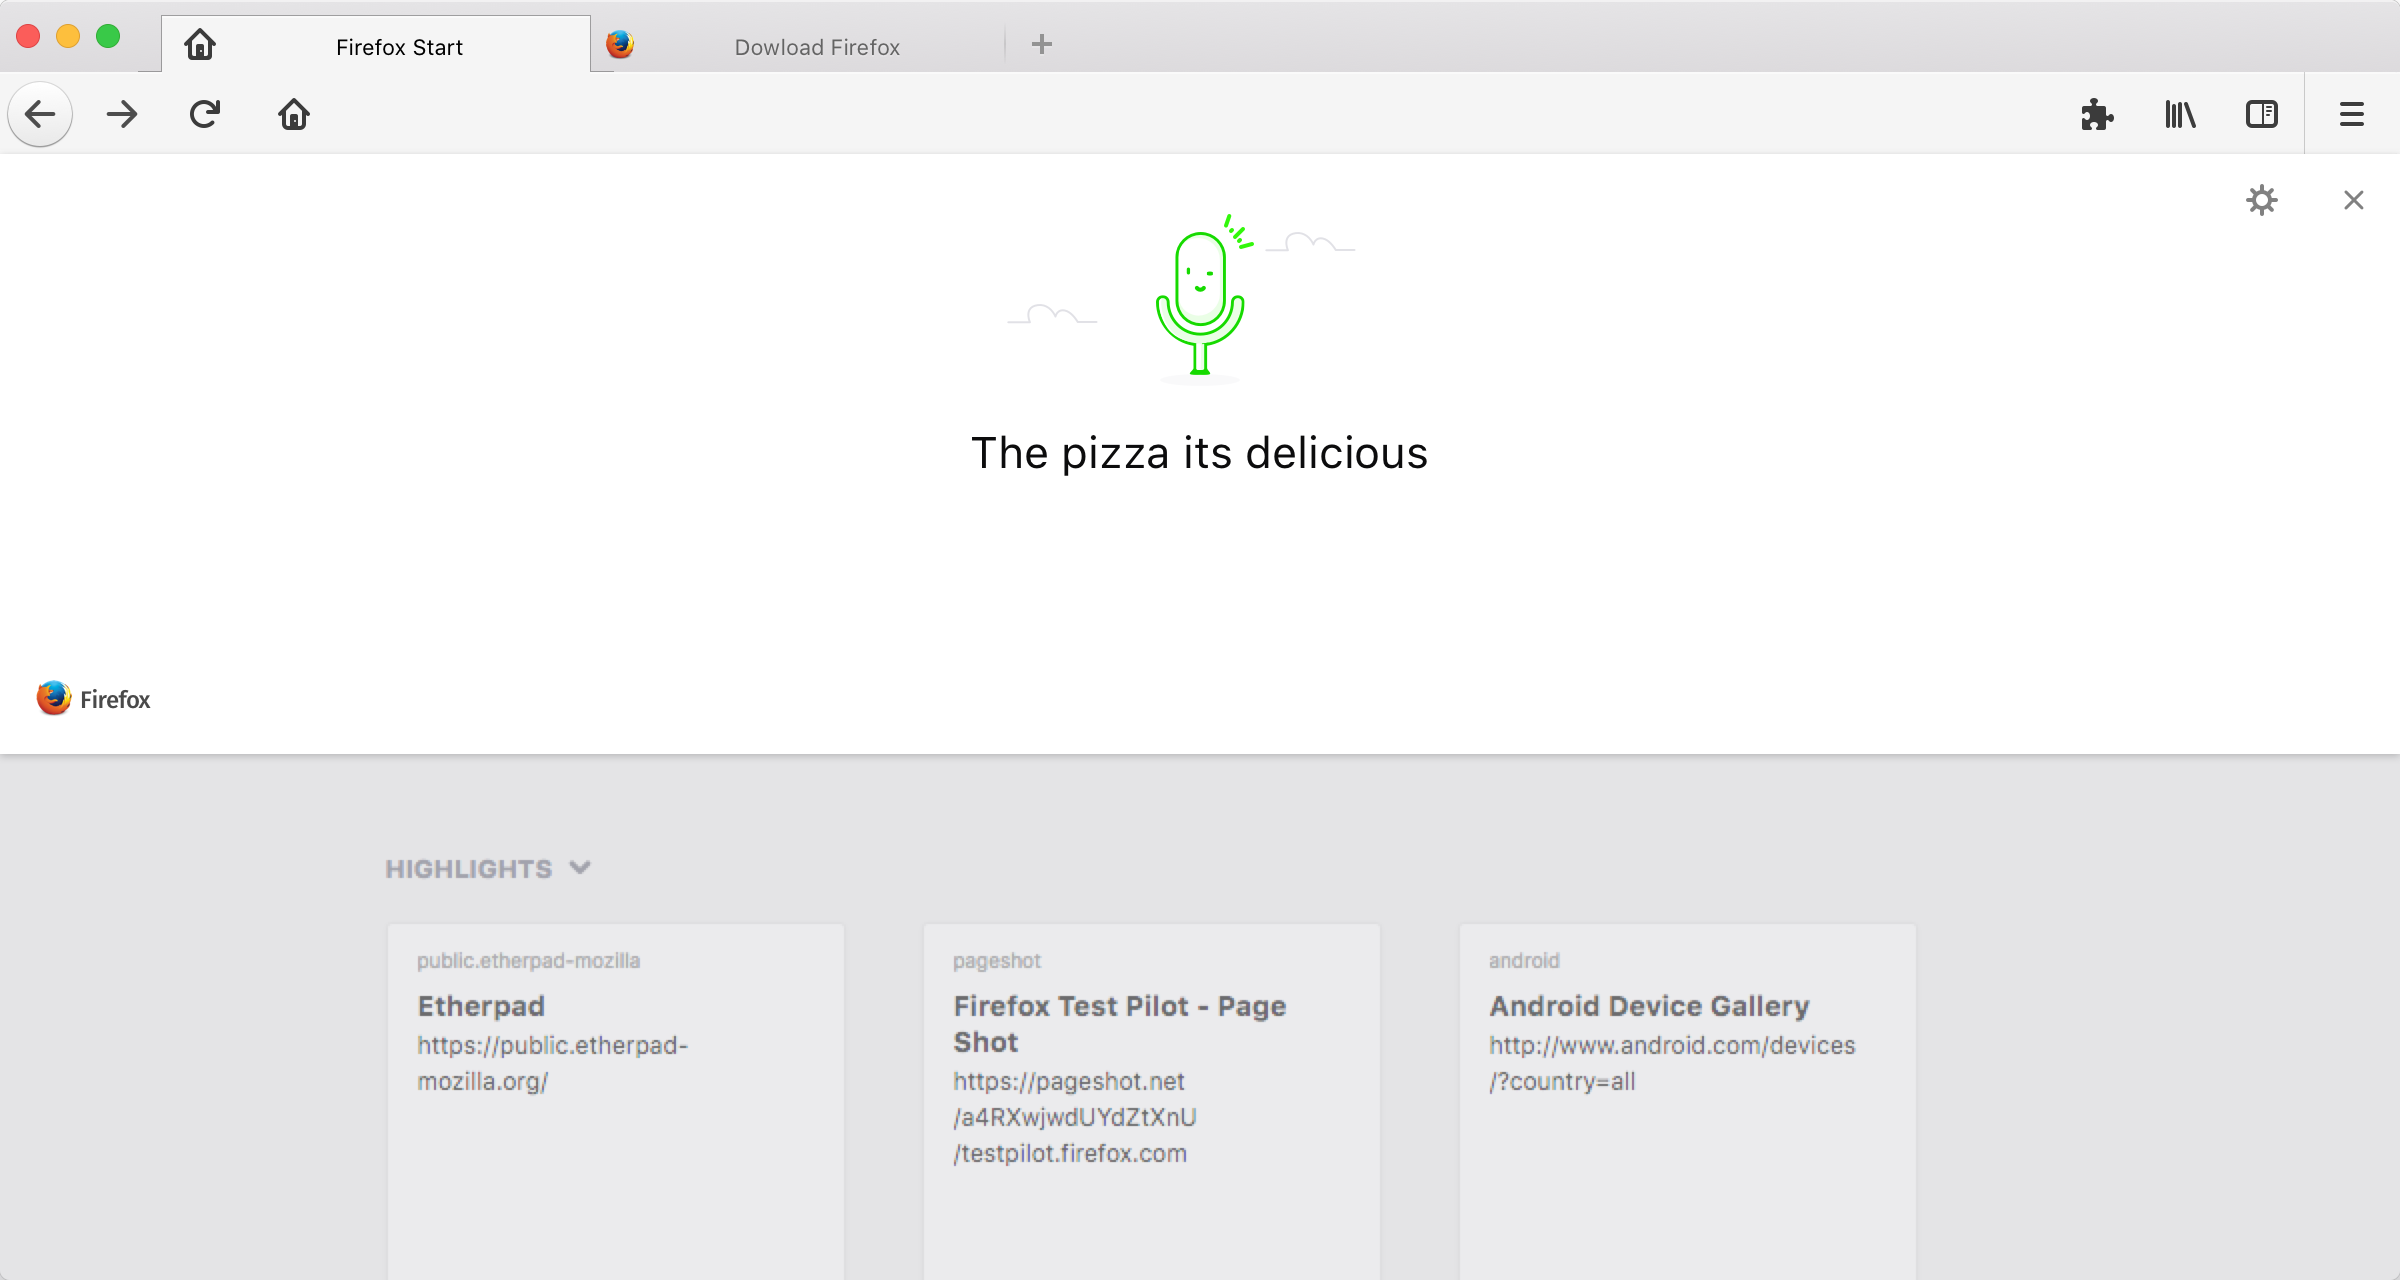 Firefox Start
Dowload Firefox
The pizza its delicious
Firefox
HIGHLIGHTS
public.etherpad-mozilla
Etherpad
https://public.etherpad-
mozilla.org/
pageshot
Firefox Test Pilot - Page
Shot
https://pageshot.net
/a4RXwjwdUYdZtXnU
/testpilot.firefox.com
android
Android Device Gallery
http://www.android.com/devices
/?country=all